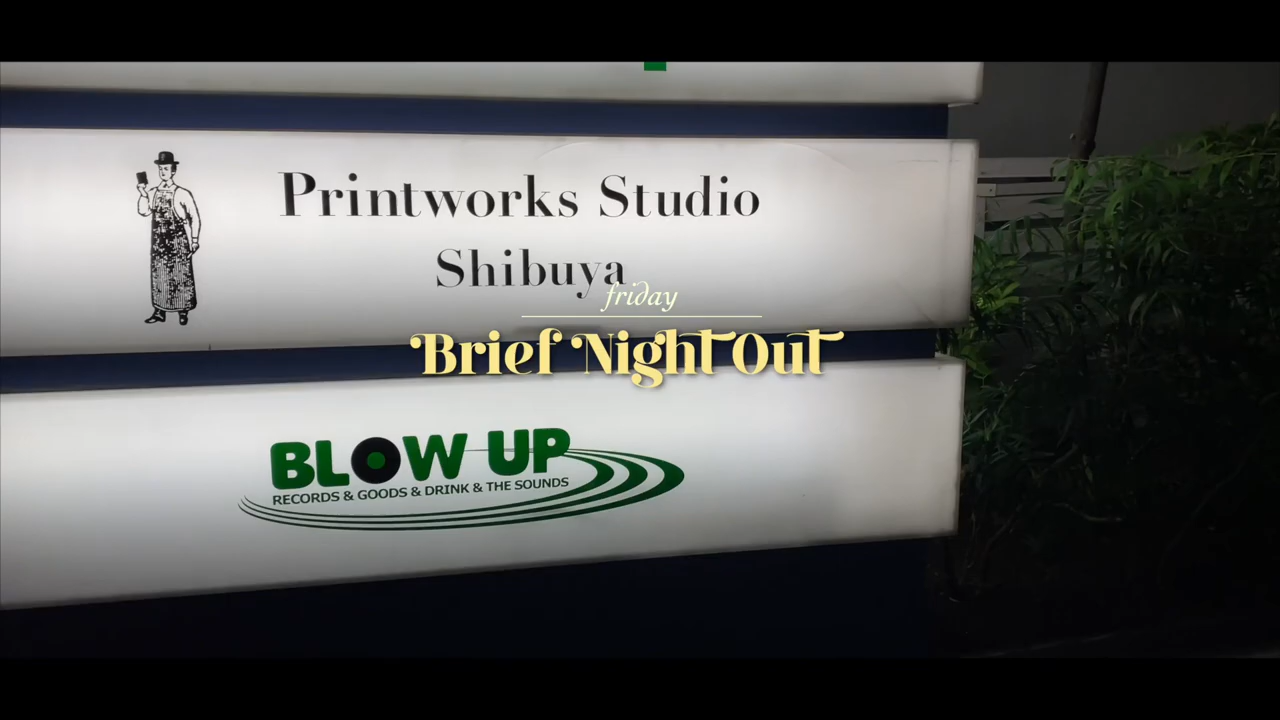 Printworks Studio
Shibuya
friday
Brief Night Out
BLOW UP
RECORDS & GOODS & DRINK & THE SOUNDS